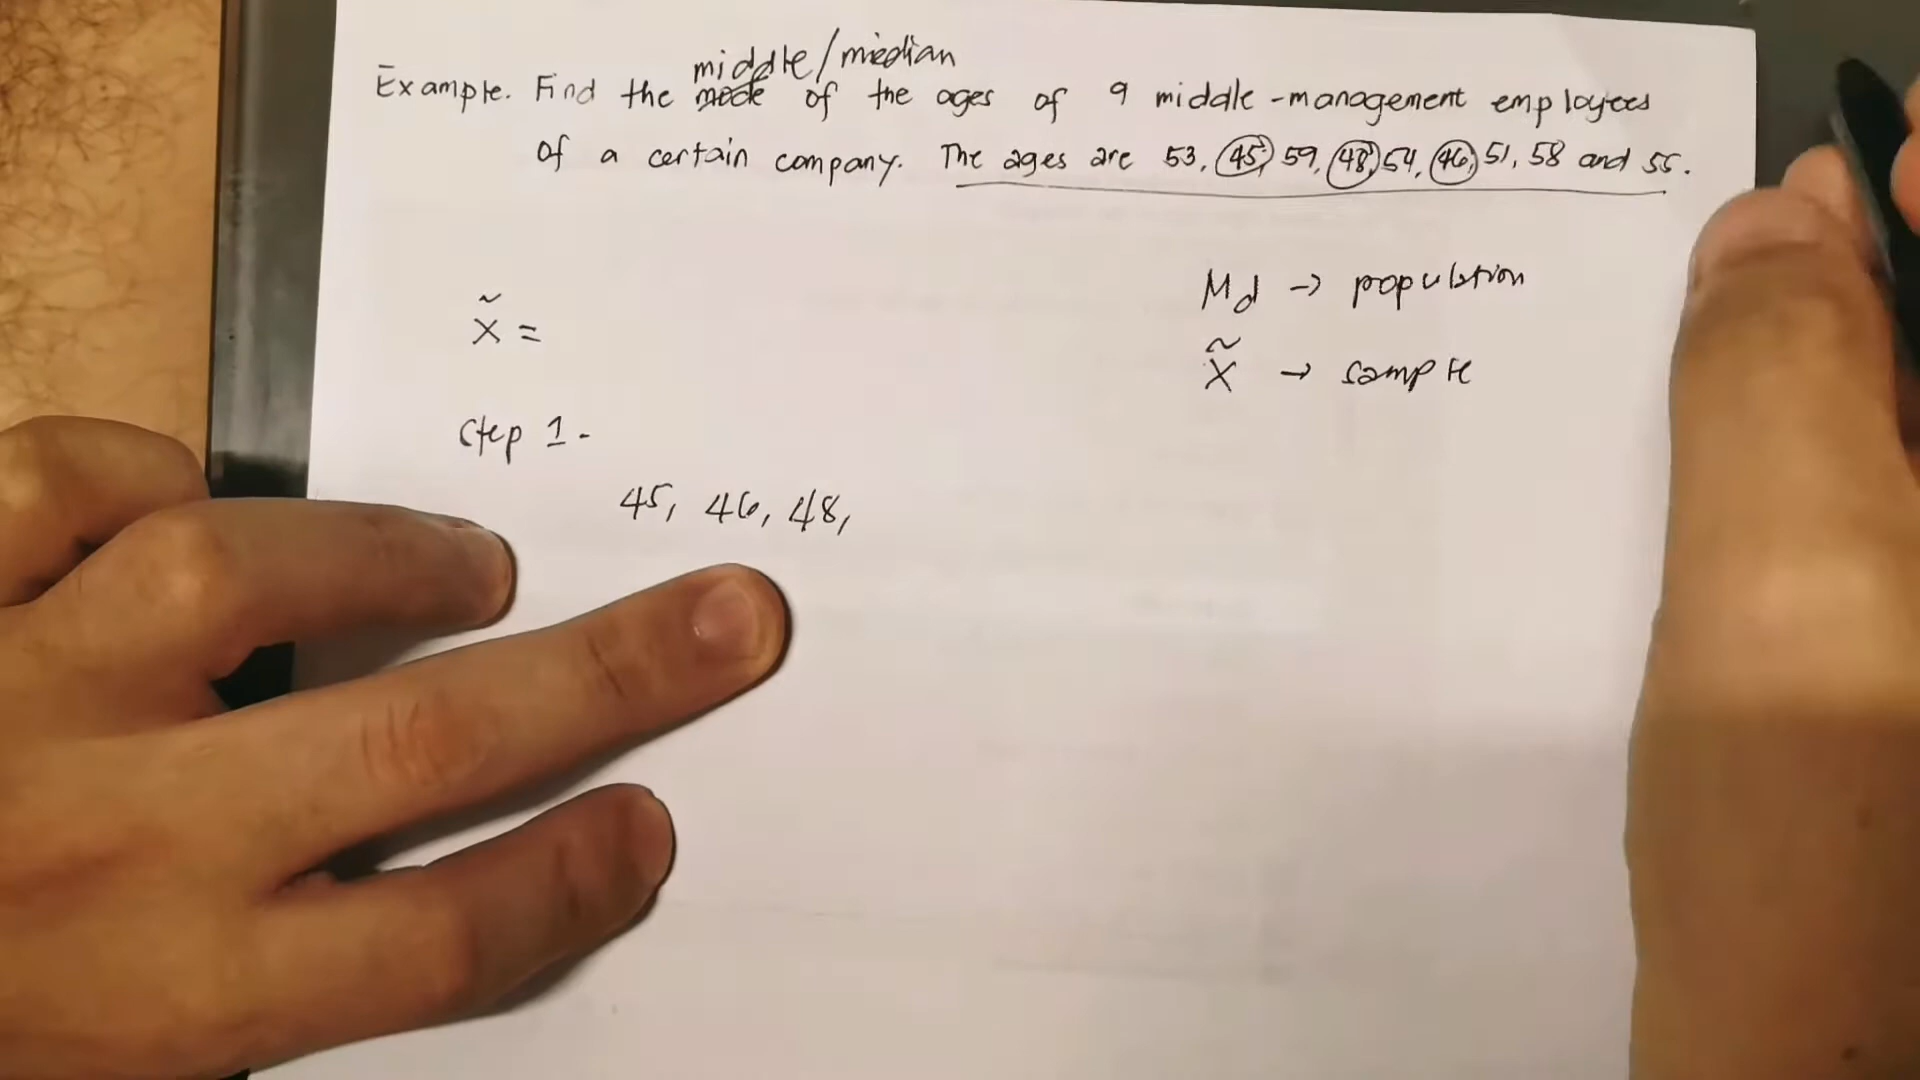 middle/median
Example. Find the mode of the ages of 9 middle-management employees
of a certain company. The ages are 53, 45, 59, 48, 54, 46, 51, 58 and 55.
Md → population
x̃ =
x̃ → sample
Step 1.
45, 46, 48,